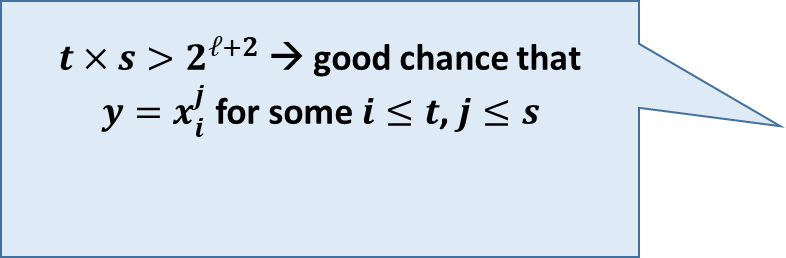 t × s > 2^{ℓ+2} → good chance that
y = x_i^j for some i ≤ t, j ≤ s